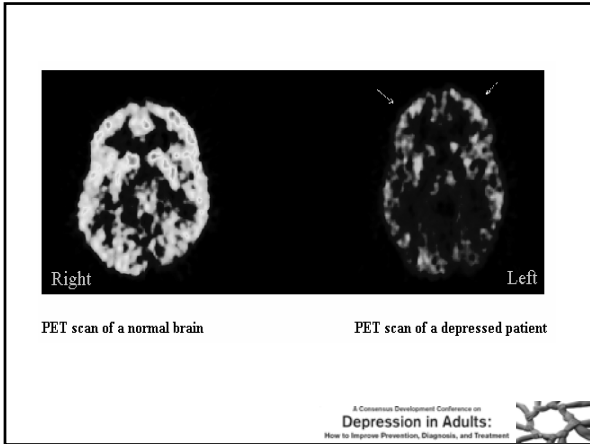 Right
Left
PET scan of a normal brain
PET scan of a depressed patient
A Consensus Development Conference on
Depression in Adults:
How to Improve Prevention, Diagnosis, and Treatment